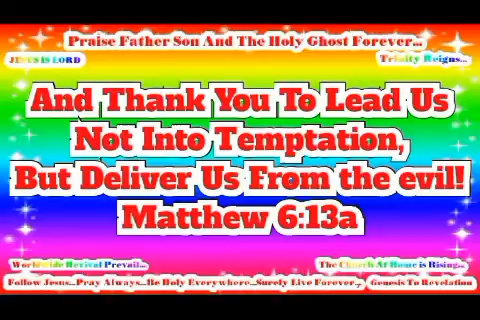 Praise Father Son And The Holy Ghost Forever...
JESUS IS LORD
Trinity Reigns...
And Thank You To Lead Us
Not Into Temptation,
But Deliver Us From the evil!
Matthew 6:13a
Worldwide Revival Prevail...
The Church At Home is Rising...
Follow Jesus...Pray Always...Be Holy Everywhere...Surely Live Forever...
Genesis To Revelation